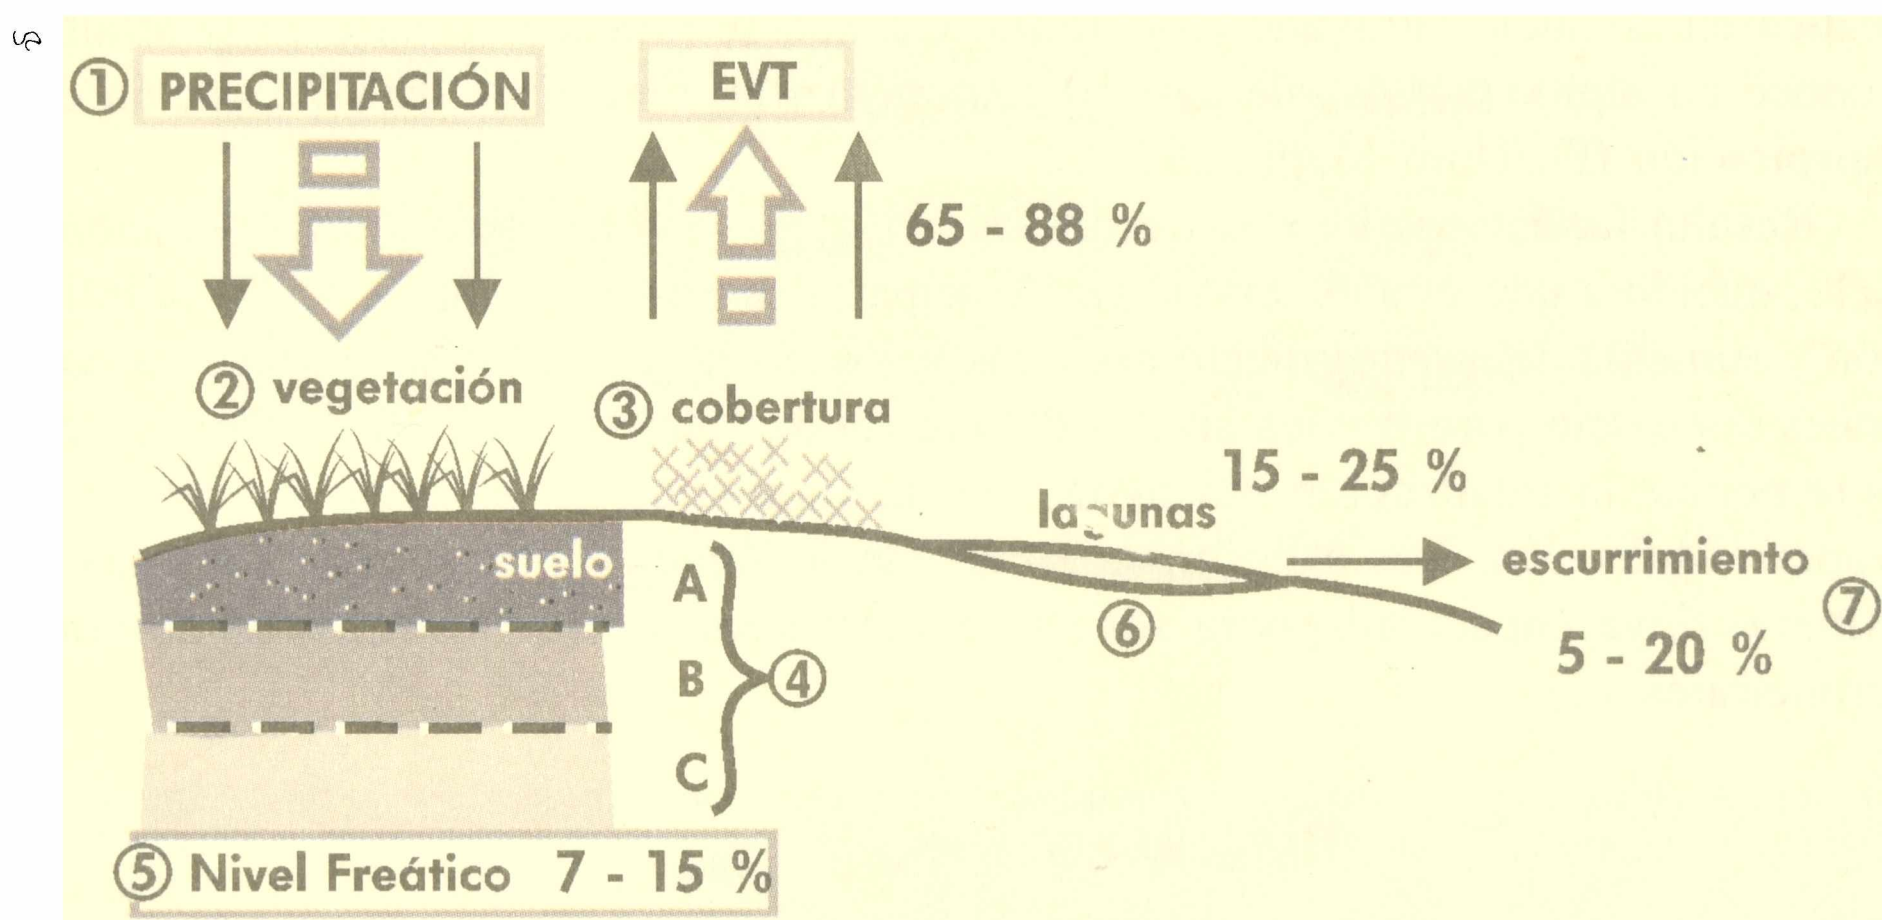 ① PRECIPITACIÓN
EVT
65 - 88 %
② vegetación
③ cobertura
15 - 25 %
lagunas
suelo
escurrimiento
A
⑦
⑥
5 - 20 %
B
④
C
⑤ Nivel Freático 7 - 15 %